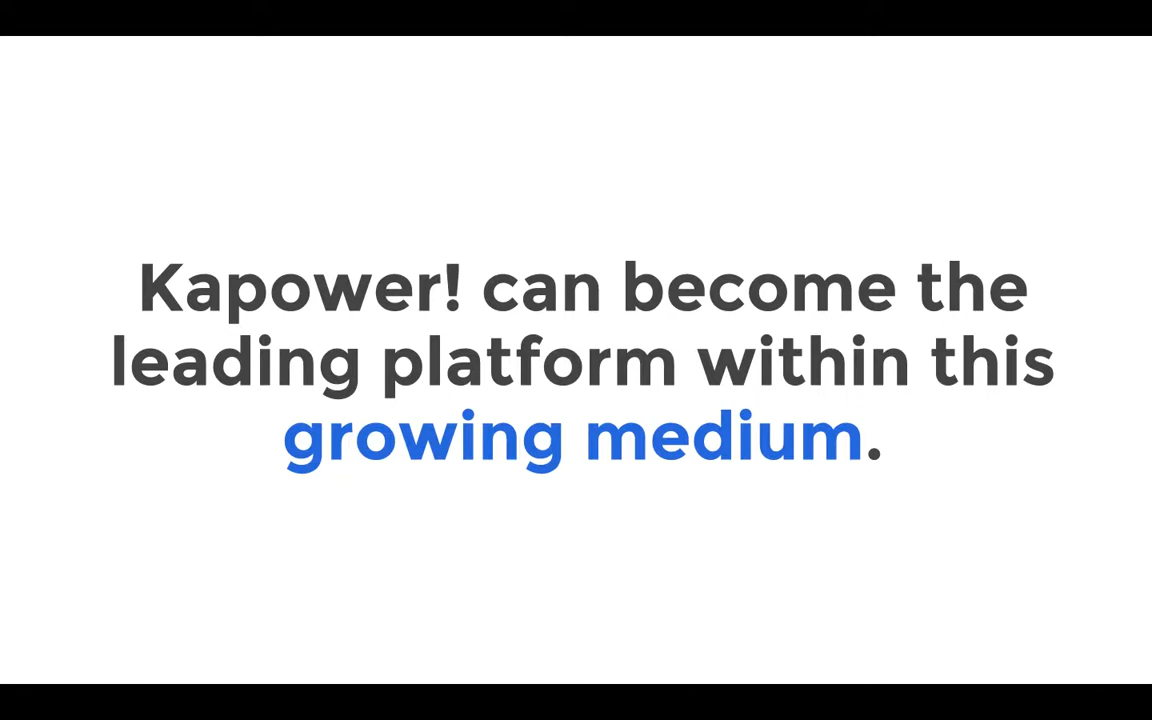 Kapower! can become the
leading platform within this
growing medium.